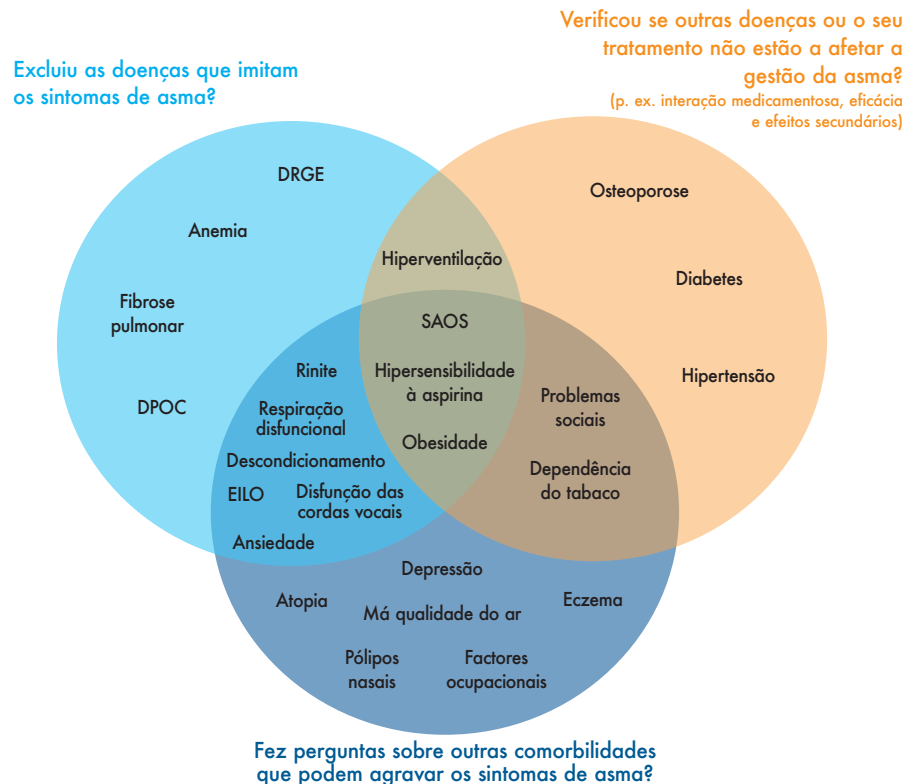 Verificou se outras doenças ou o seu
tratamento não estão a afetar a
gestão da asma?
(p. ex. interação medicamentosa, eficácia
e efeitos secundários)
Excluiu as doenças que imitam
os sintomas de asma?
DRGE
Anemia
Fibrose
pulmonar
DPOC
Hiperventilação
Osteoporose
Diabetes
Hipertensão
SAOS
Hipersensibilidade
à aspirina
Obesidade
Rinite
Respiração
disfuncional
Descondicionamento
EILO
Disfunção das
cordas vocais
Ansiedade
Problemas
sociais
Dependência
do tabaco
Depressão
Atopia
Má qualidade do ar
Eczema
Pólipos
nasais
Factores
ocupacionais
Fez perguntas sobre outras comorbilidades
que podem agravar os sintomas de asma?